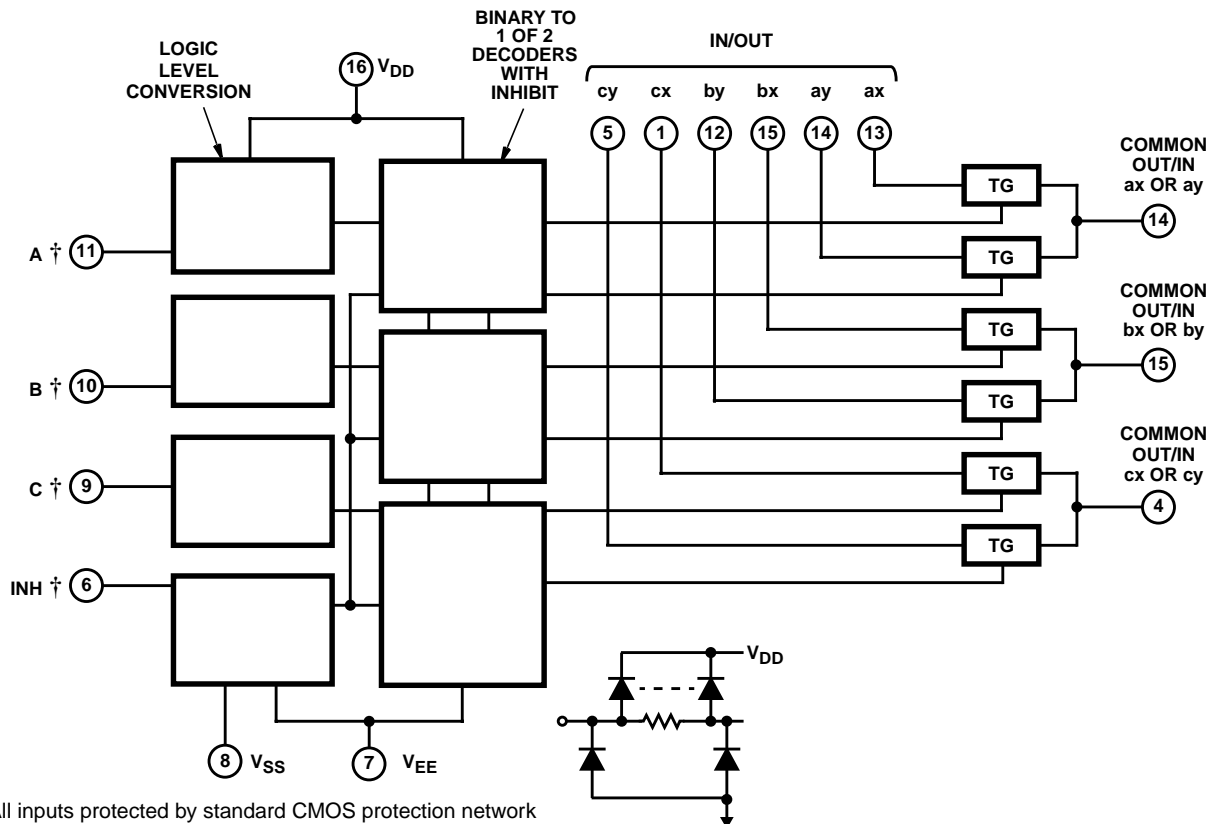 LOGIC
LEVEL
CONVERSION
16 VDD
BINARY TO
1 OF 2
DECODERS
WITH
INHIBIT
IN/OUT
cy cx by bx ay ax
5 1 12 15 14 13
COMMON
OUT/IN
ax OR ay
14
TG
TG
A † 11
COMMON
OUT/IN
bx OR by
15
TG
TG
B † 10
COMMON
OUT/IN
cx OR cy
4
TG
TG
C † 9
INH † 6
8 VSS
7 VEE
VDD
All inputs protected by standard CMOS protection network